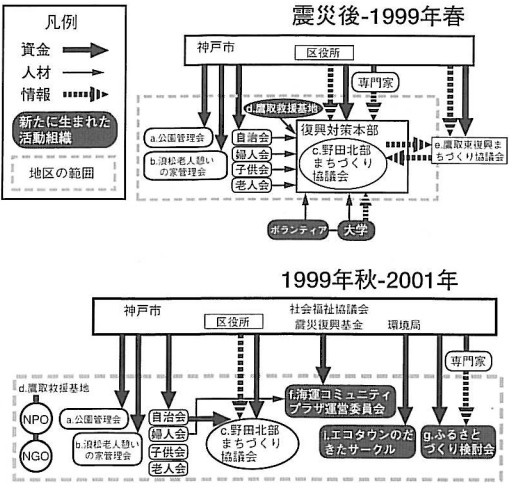 震災後-1999年春
凡例
資金
人材
情報
新たに生まれた
活動組織
地区の範囲
神戸市
区役所
専門家
d.鷹取救援基地
a.公園管理会
b.浪松老人憩い
の家管理会
自治会
婦人会
子供会
老人会
復興対策本部
c.野田北部
まちづくり
協議会
e.鷹取東復興ま
ちづくり協議会
ボランティア
大学
1999年秋-2001年
神戸市
区役所
社会福祉協議会
震災復興基金
環境局
専門家
d.鷹取救援基地
NPO
NGO
a.公園管理会
b.浪松老人憩い
の家管理会
自治会
婦人会
子供会
老人会
c.野田北部
まちづくり
協議会
f.海運コミュニティ
プラザ運営委員会
i.エコタウンのだ
きたサークル
g.ふるさと
づくり検討会